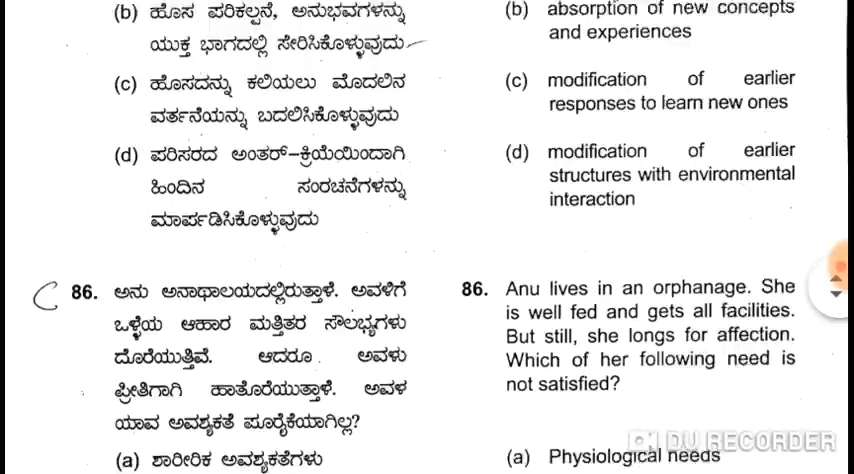 (b) ಹೊಸ ಪರಿಕಲ್ಪನೆ, ಅನುಭವಗಳನ್ನು
ಯುಕ್ತ ಭಾಗದಲ್ಲಿ ಸೇರಿಸಿಕೊಳ್ಳುವುದು
(c) ಹೊಸದನ್ನು ಕಲಿಯಲು ಮೊದಲಿನ
ವರ್ತನೆಯನ್ನು ಬದಲಿಸಿಕೊಳ್ಳುವುದು
(d) ಪರಿಸರದ ಅಂತರ್-ಕ್ರಿಯೆಯಿಂದಾಗಿ
ಹಿಂದಿನ ಸಂರಚನೆಗಳನ್ನು
ಮಾರ್ಪಡಿಸಿಕೊಳ್ಳುವುದು
86. ಅನು ಅನಾಥಾಲಯದಲ್ಲಿರುತ್ತಾಳೆ. ಅವಳಿಗೆ
ಒಳ್ಳೆಯ ಆಹಾರ ಮತ್ತಿತರ ಸೌಲಭ್ಯಗಳು
ದೊರೆಯುತ್ತಿವೆ. ಆದರೂ ಅವಳು
ಪ್ರೀತಿಗಾಗಿ ಹಾತೊರೆಯುತ್ತಾಳೆ. ಅವಳ
ಯಾವ ಅವಶ್ಯಕತೆ ಪೂರೈಕೆಯಾಗಿಲ್ಲ?
(a) ಶಾರೀರಿಕ ಅವಶ್ಯಕತೆಗಳು
(b) absorption of new concepts
and experiences
(c) modification of earlier
responses to learn new ones
(d) modification of earlier
structures with environmental
interaction
86. Anu lives in an orphanage. She
is well fed and gets all facilities.
But still, she longs for affection.
Which of her following need is
not satisfied?
(a) Physiological needs
DU RECORDER